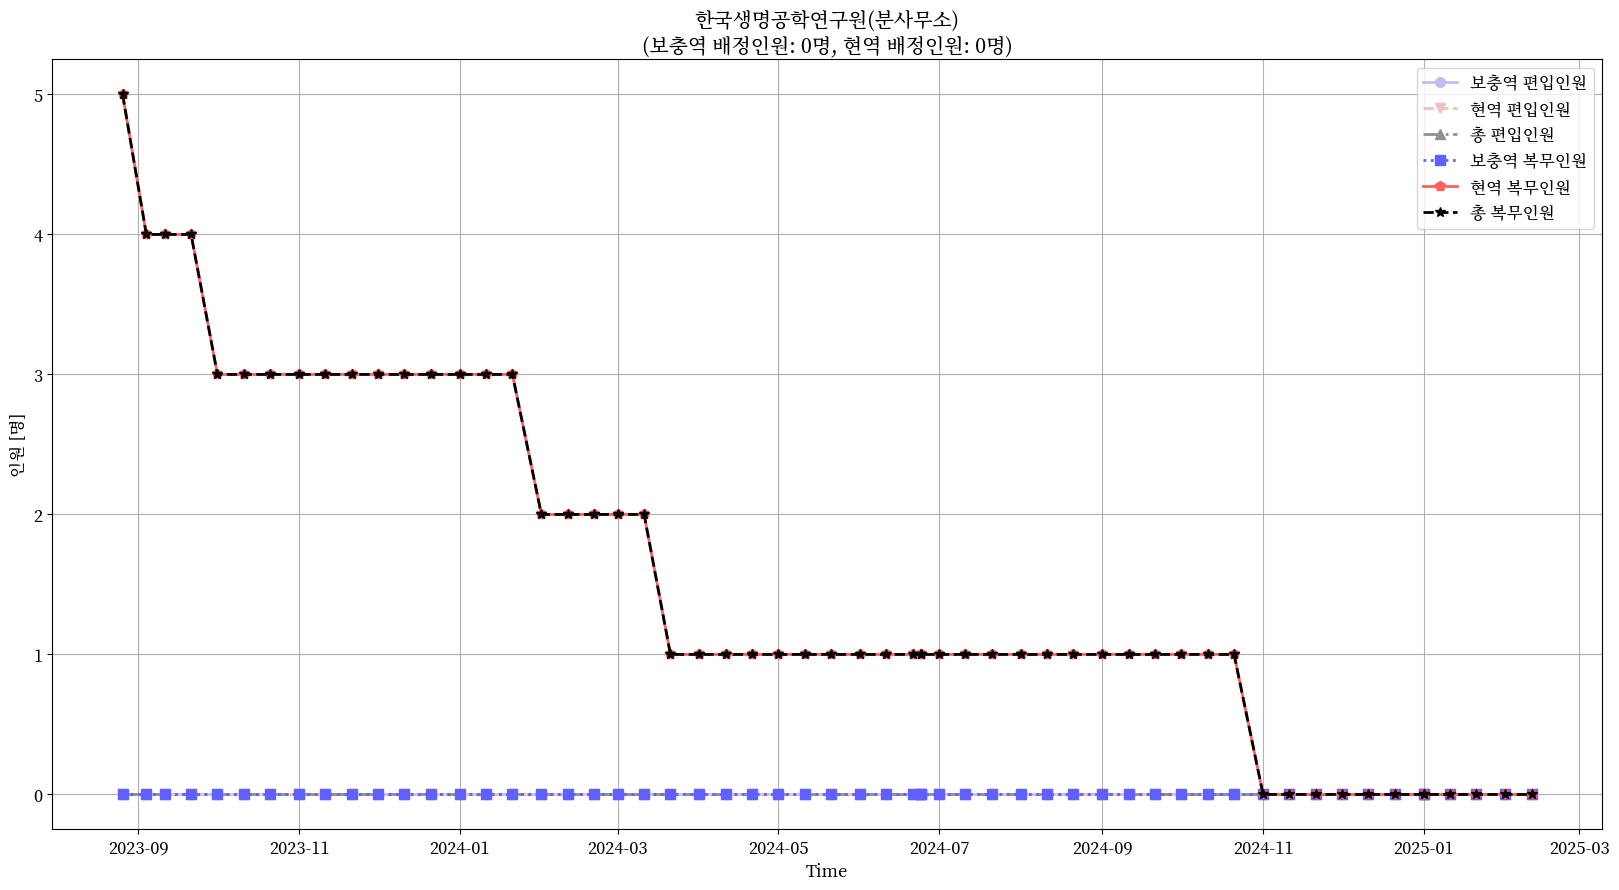 한국생명공학연구원(분사무소)
(보충역 배정인원: 0명, 현역 배정인원: 0명)
보충역 편입인원
현역 편입인원
총 편입인원
보충역 복무인원
현역 복무인원
총 복무인원
인원 [명]
5
4
3
2
1
0
2023-09
2023-11
2024-01
2024-03
2024-05
2024-07
2024-09
2024-11
2025-01
2025-03
Time